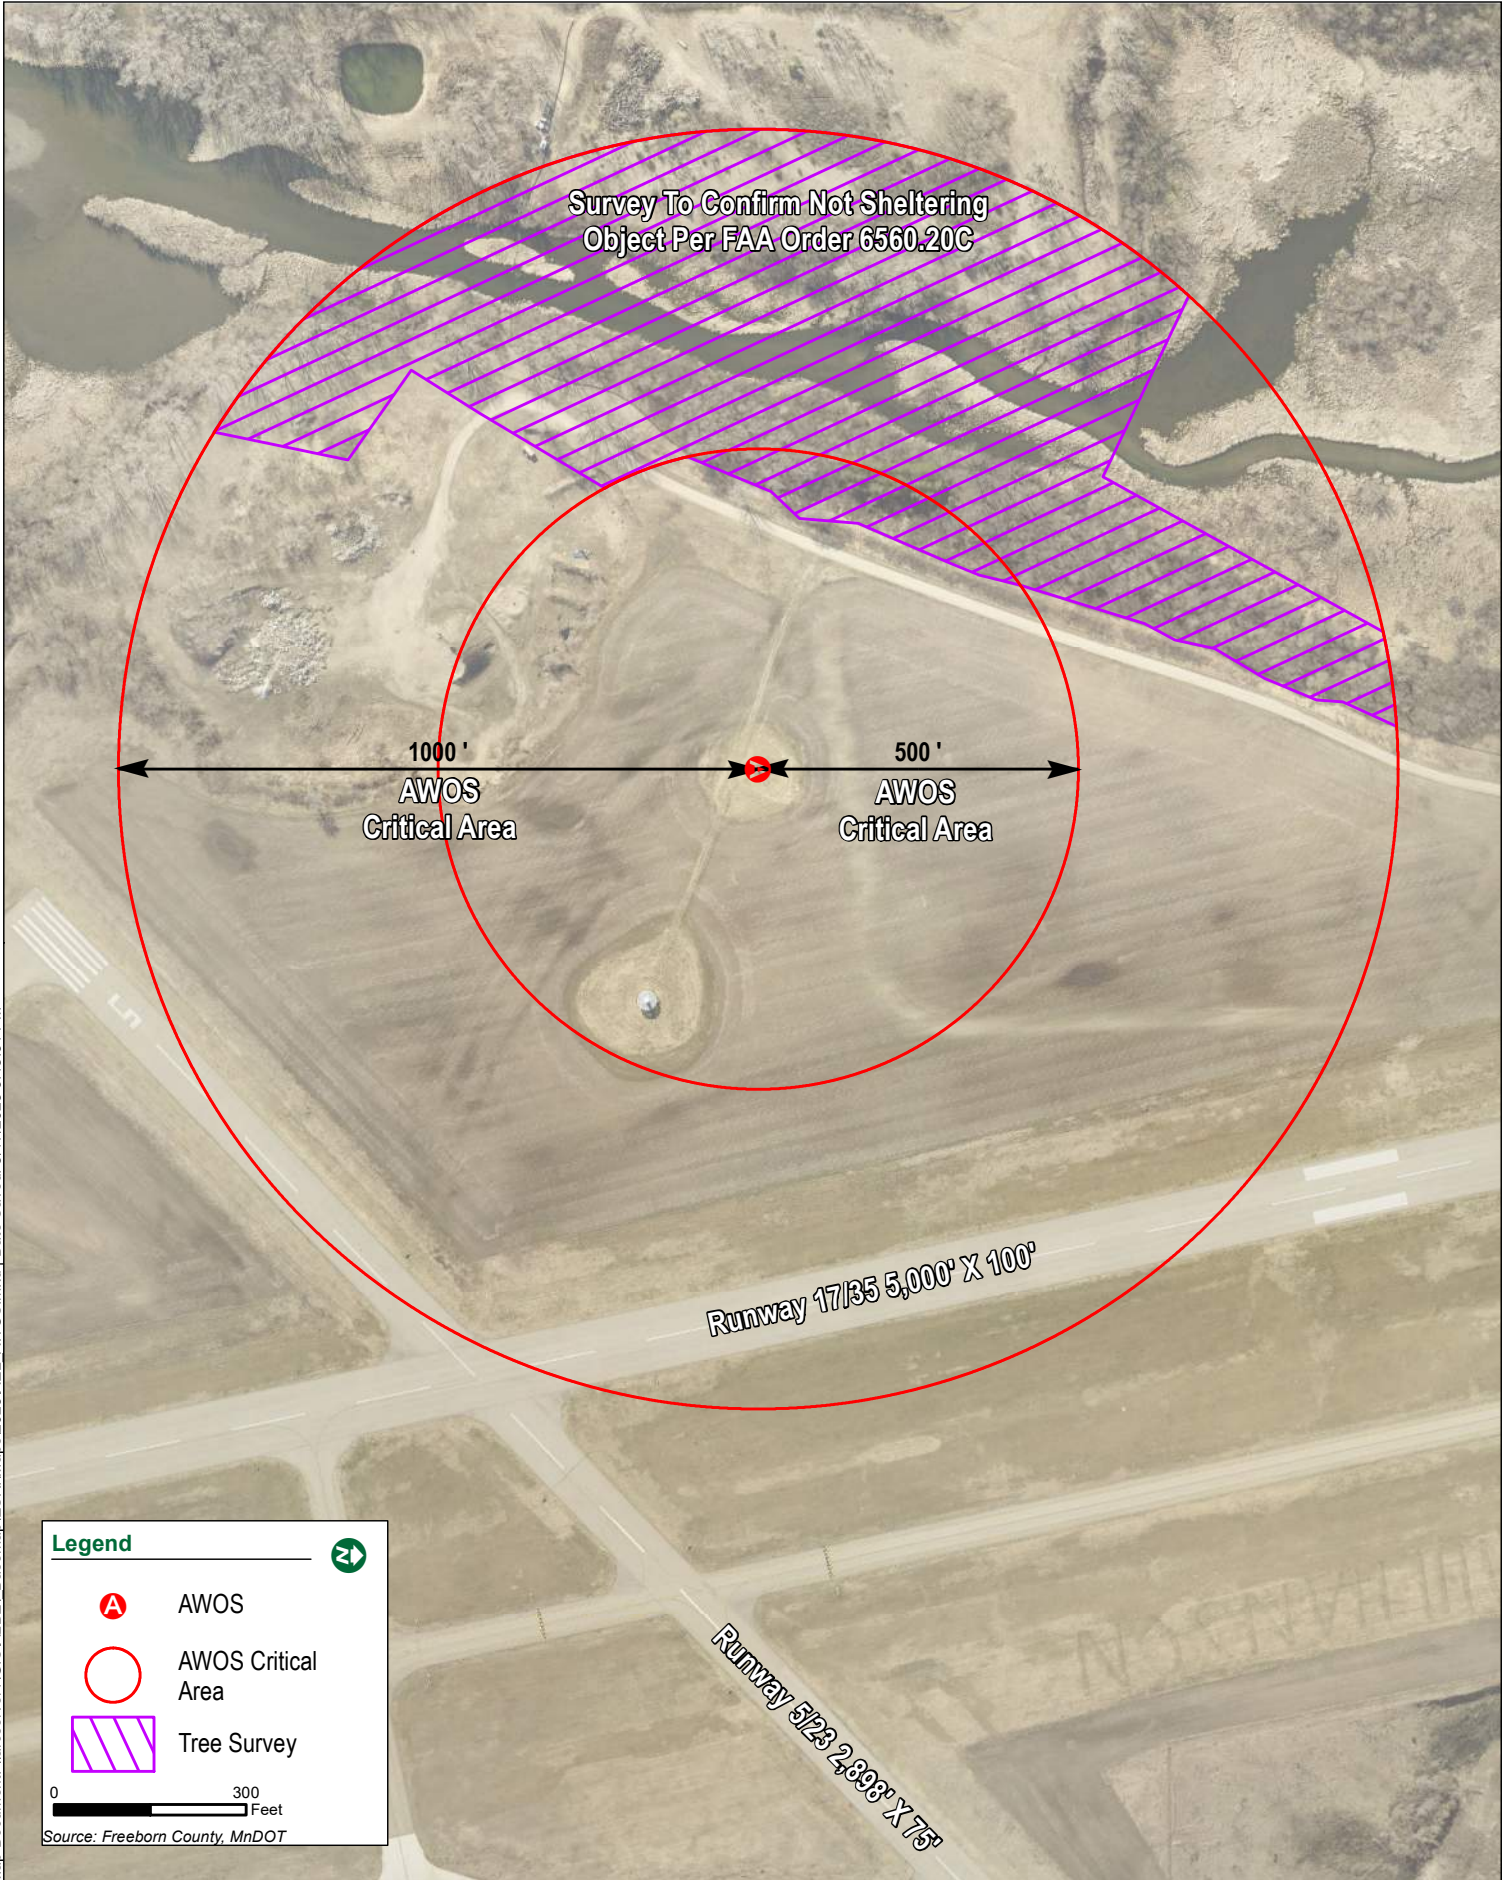 Survey To Confirm Not Sheltering
Object Per FAA Order 6560.20C
1000 '
AWOS
Critical Area
A
500 '
AWOS
Critical Area
5
Runway 17/35 5,000' X 100'
Runway 5/23 2,898' X 75'
Legend
N
A
AWOS
AWOS Critical
Area
Tree Survey
0
300
Feet
Source: Freeborn County, MnDOT